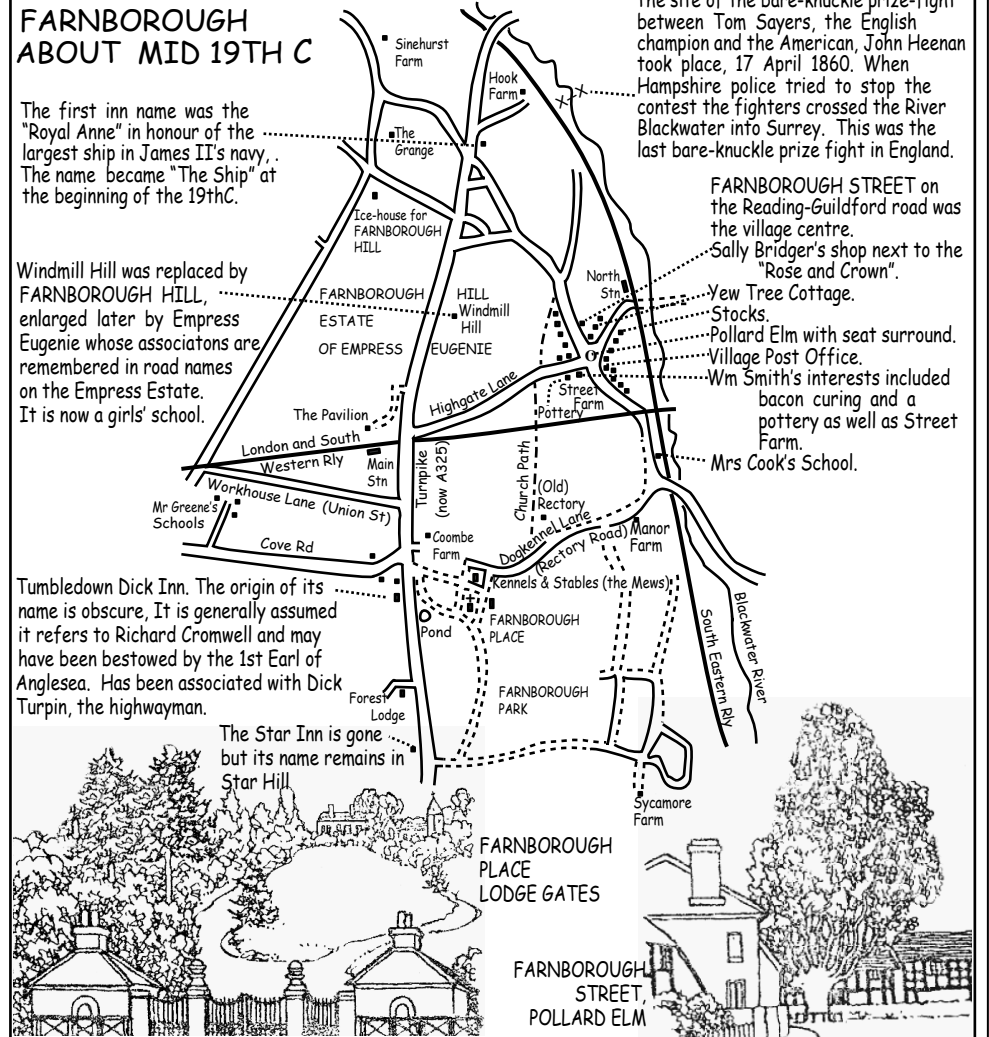 FARNBOROUGH
ABOUT MID 19TH C
The first inn name was the
“Royal Anne” in honour of the
largest ship in James II’s navy, .
The name became “The Ship” at
the beginning of the 19thC.
Windmill Hill was replaced by
FARNBOROUGH HILL,
enlarged later by Empress
Eugenie whose associatons are
remembered in road names
on the Empress Estate.
It is now a girls’ school.
Tumbledown Dick Inn. The origin of its
name is obscure, It is generally assumed
it refers to Richard Cromwell and may
have been bestowed by the 1st Earl of
Anglesea. Has been associated with Dick
Turpin, the highwayman.
The Star Inn is gone
but its name remains in
Star Hill
the site of the bare-knuckle prize-fight
between Tom Sayers, the English
champion and the American, John Heenan
took place, 17 April 1860. When
Hampshire police tried to stop the
contest the fighters crossed the River
Blackwater into Surrey. This was the
last bare-knuckle prize fight in England.
FARNBOROUGH STREET on
the Reading-Guildford road was
the village centre.
Sally Bridger’s shop next to the
“Rose and Crown”.
Yew Tree Cottage.
Stocks.
Pollard Elm with seat surround.
Village Post Office.
Wm Smith’s interests included
bacon curing and a
pottery as well as Street
Farm.
Mrs Cook’s School.
Sinehurst
Farm
Hook
Farm
X-X
The
Grange
Ice-house for
FARNBOROUGH
HILL
North
Stn
FARNBOROUGH HILL
ESTATE
OF EMPRESS EUGENIE
Windmill
Hill
Highgate Lane
Street
Farm
Pottery
The Pavilion
London and South
Western Rly
Main
Stn
Turnpike
(now A325)
Church Path
(Old)
Rectory
Workhouse Lane (Union St)
Mr Greene’s
Schools
Cove Rd
Coombe
Farm
Dogkennel Lane
(Rectory Road)
Manor
Farm
Kennels & Stables (the Mews)
FARNBOROUGH
PLACE
Pond
Forest
Lodge
FARNBOROUGH
PARK
South Eastern Rly
Blackwater River
Sycamore
Farm
FARNBOROUGH
PLACE
LODGE GATES
FARNBOROUGH
STREET,
POLLARD ELM